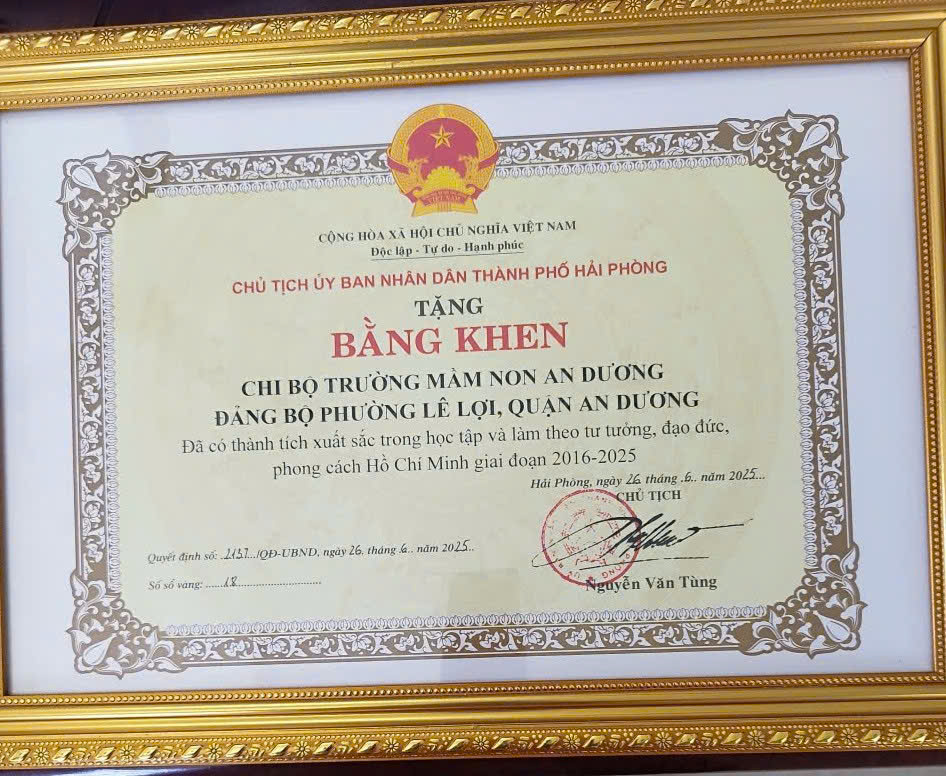 CỘNG HÒA XÃ HỘI CHỦ NGHĨA VIỆT NAM
Độc lập - Tự do - Hạnh phúc
CHỦ TỊCH ỦY BAN NHÂN DÂN THÀNH PHỐ HẢI PHÒNG
TẶNG
BẰNG KHEN
CHI BỘ TRƯỜNG MẦM NON AN DƯƠNG
ĐẢNG BỘ PHƯỜNG LÊ LỢI, QUẬN AN DƯƠNG
Đã có thành tích xuất sắc trong học tập và làm theo tư tưởng, đạo đức,
phong cách Hồ Chí Minh giai đoạn 2016-2025
Hải Phòng, ngày 26 tháng .6.. năm 2025...
CHỦ TỊCH
Quyết định số: .2137.../QĐ-UBND, ngày 26. tháng 6.. năm 2025..
Số sổ vàng: ......18............................
Nguyễn Văn Tùng